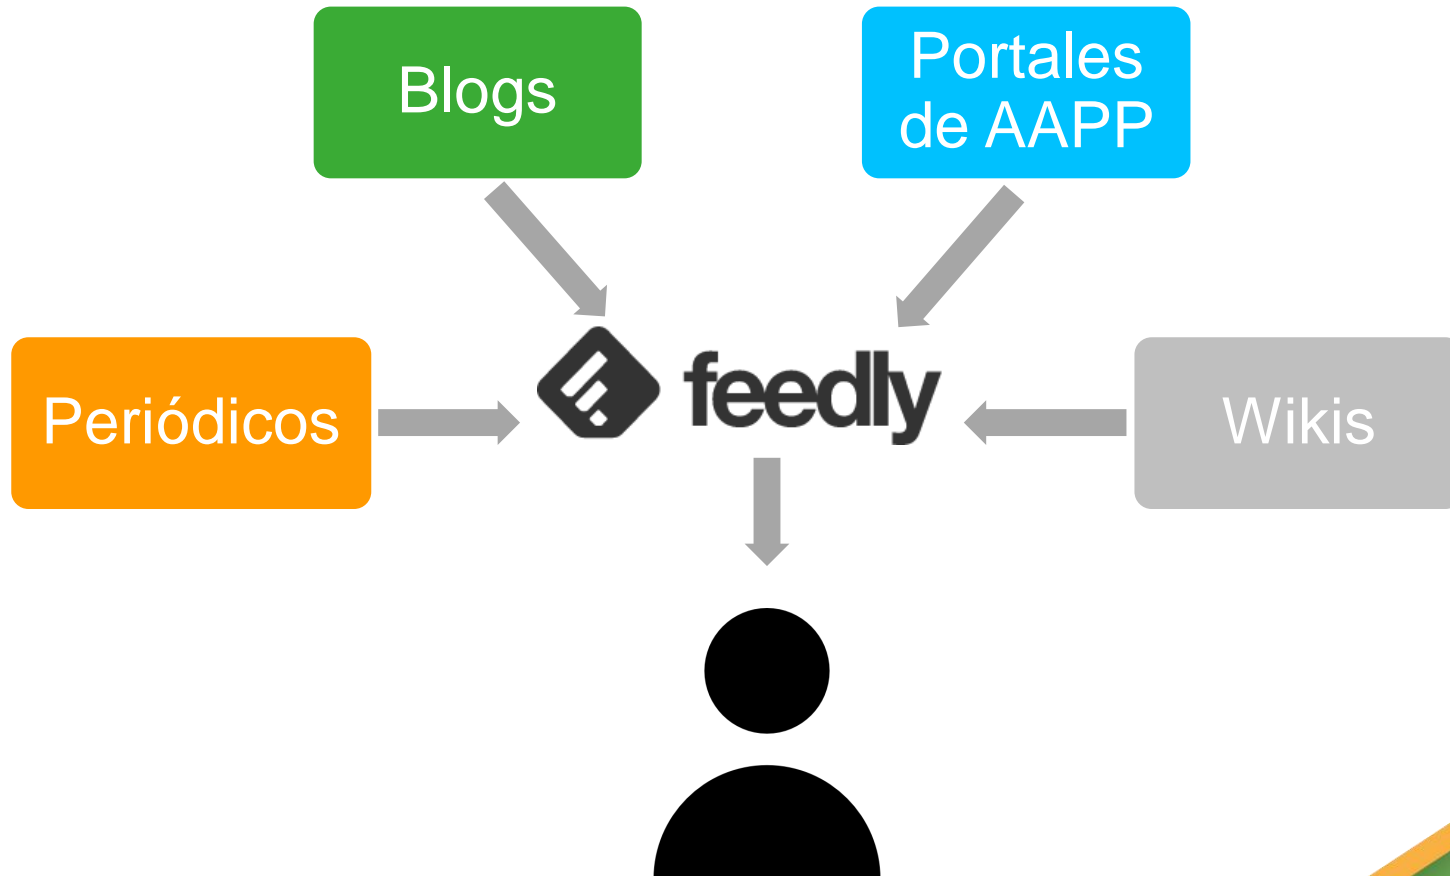 Blogs
Portales
de AAPP
Periódicos
feedly
Wikis